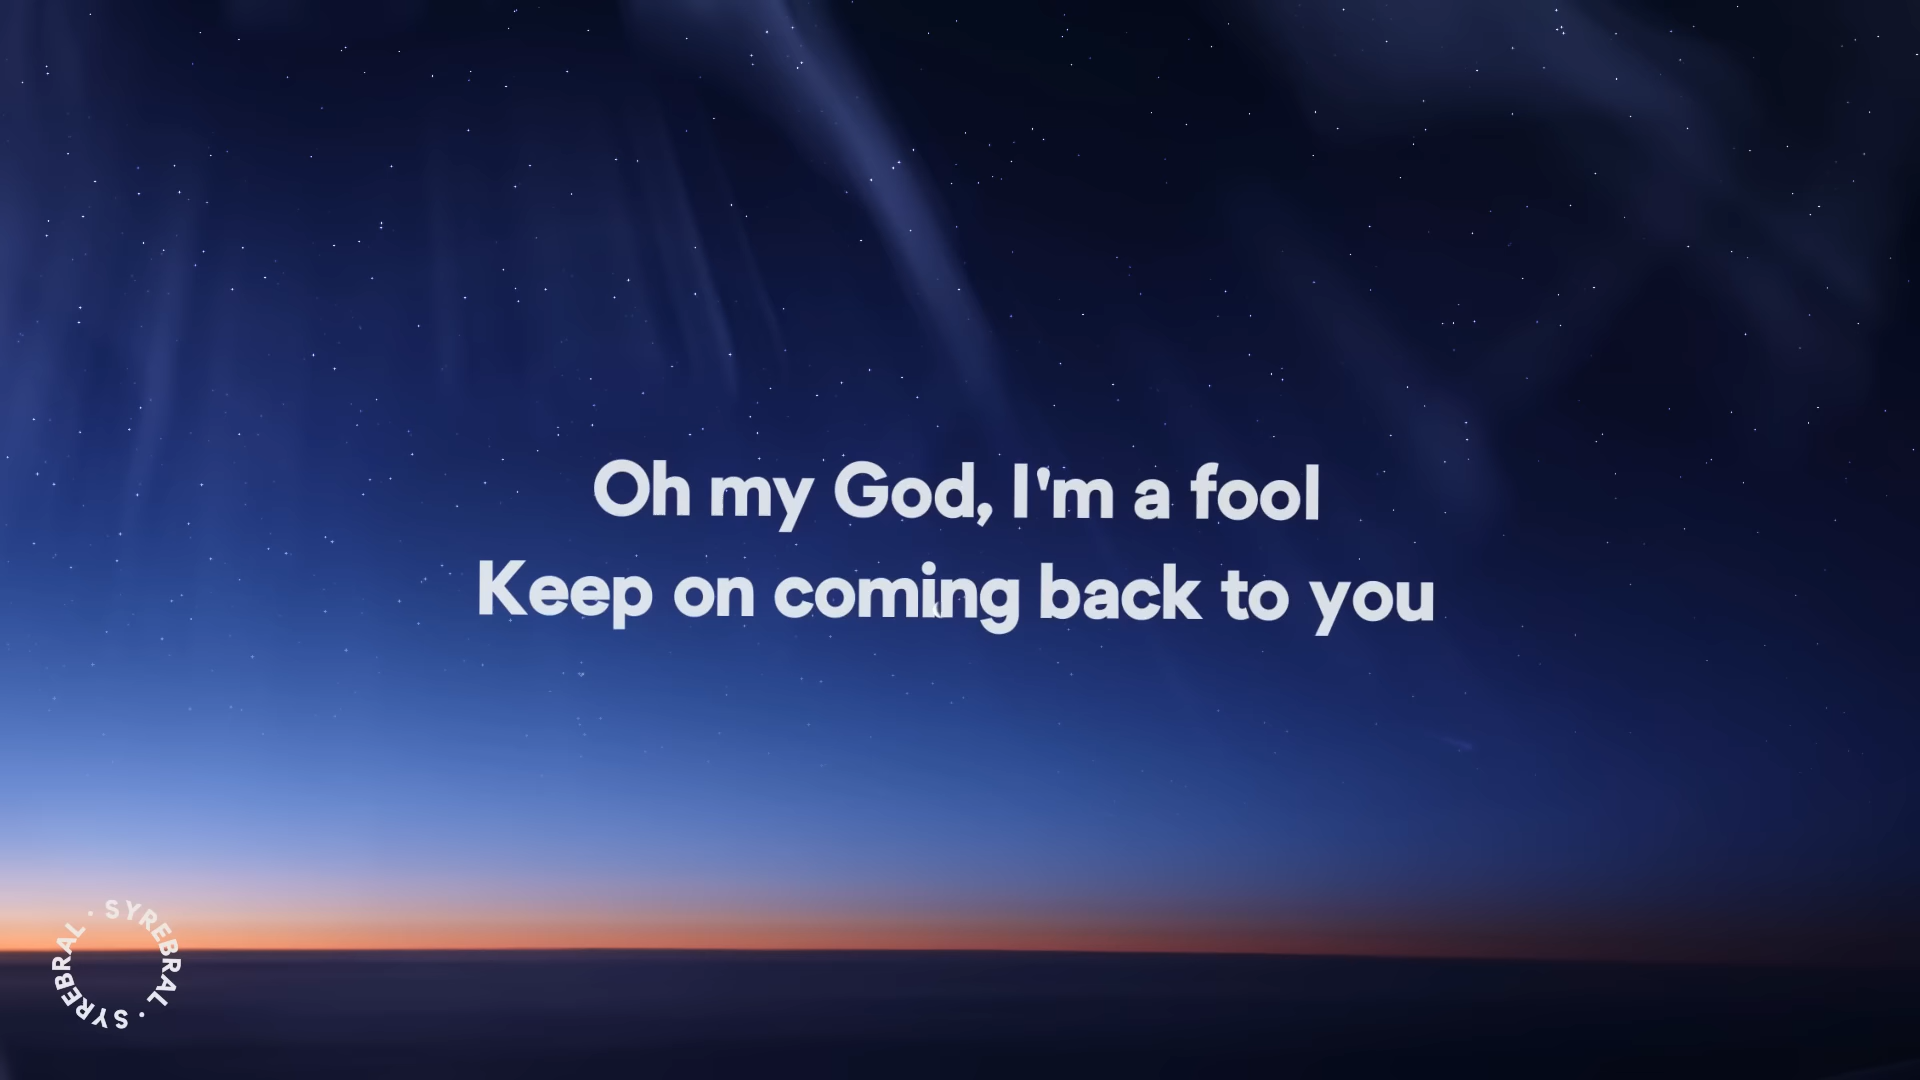 Oh my God, I'm a fool
Keep on coming back to you
SYREBRAL · SYREBRAL ·